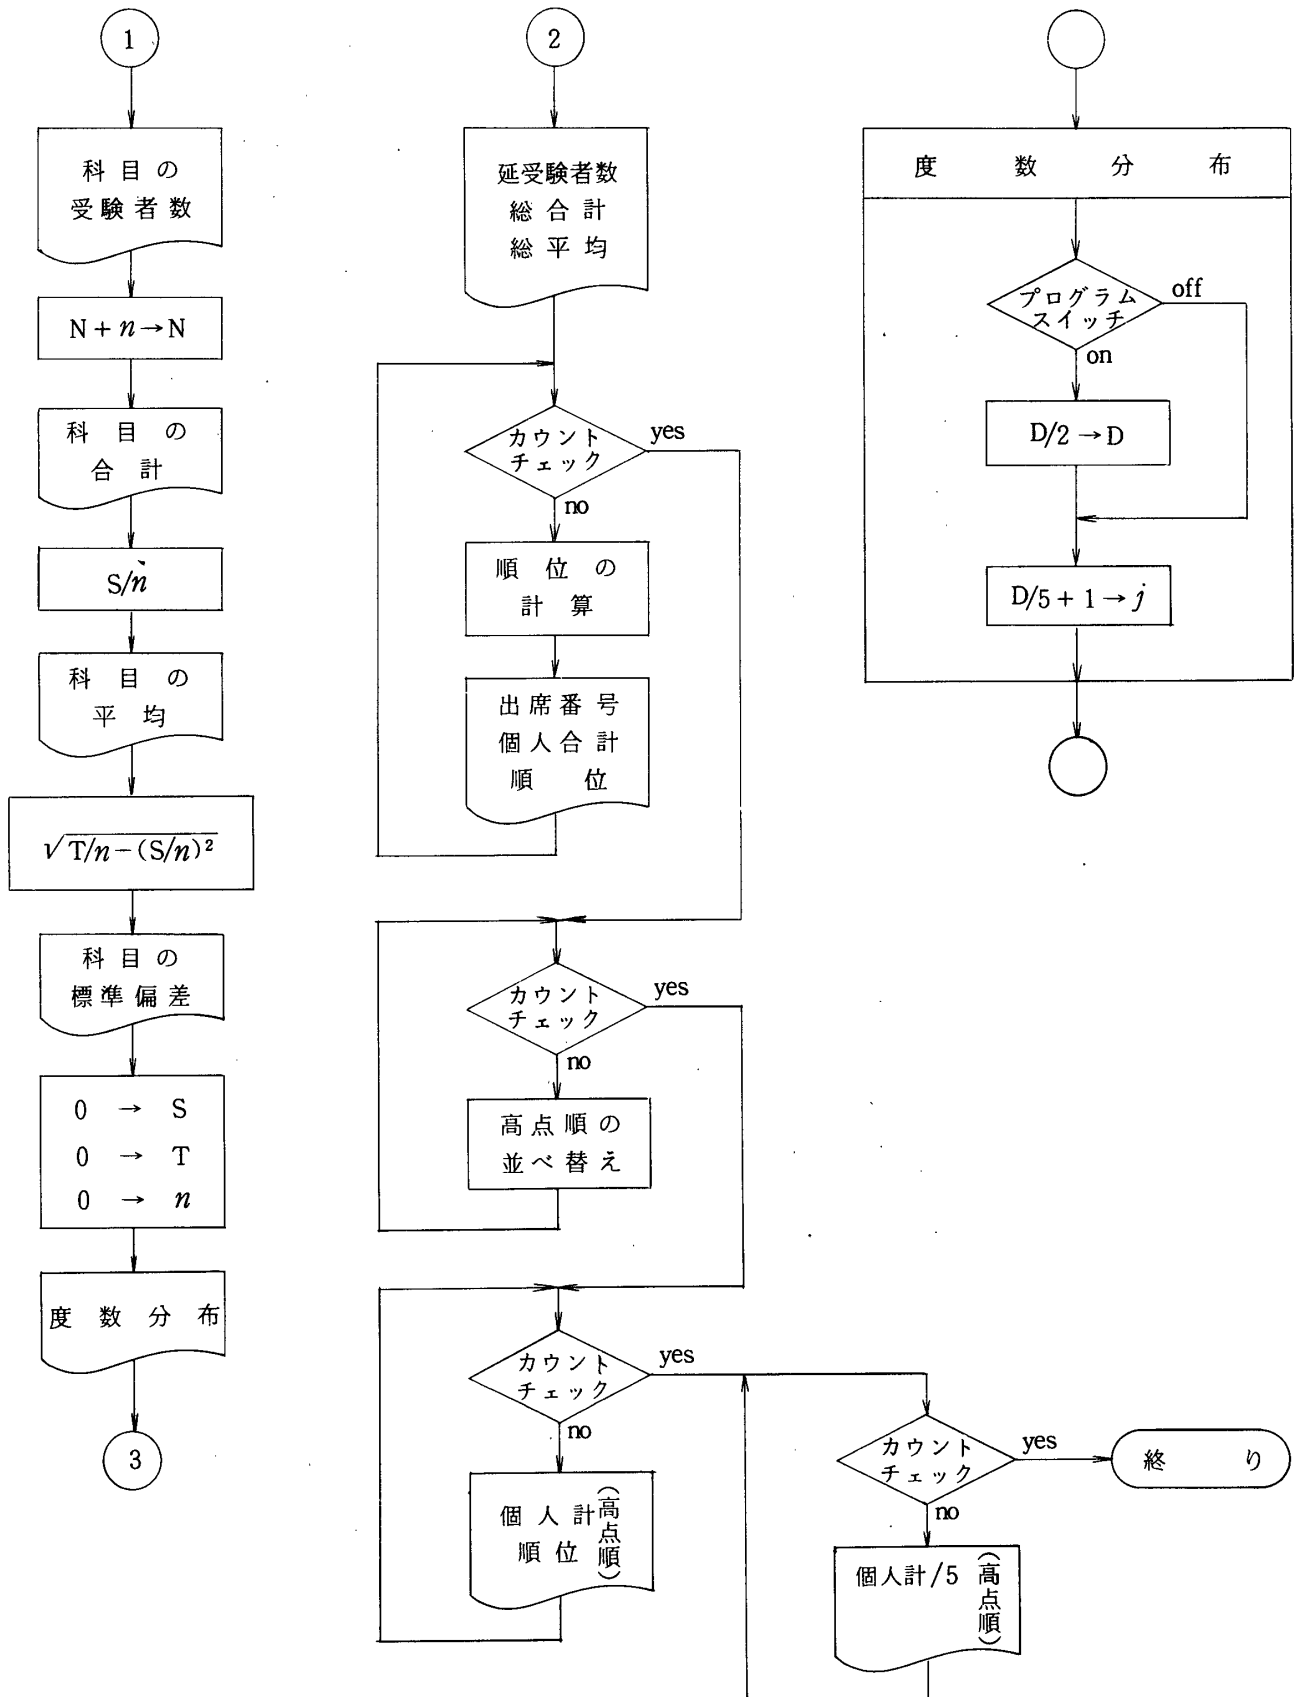 1
科目の
受験者数
N+n→N
科目の
合計
S/n
科目の
平均
√T/n-(S/n)²
科目の
標準偏差
0 → S
0 → T
0 → n
度数分布
3
2
延受験者数
総合計
総平均
カウント
チェック
yes
no
順位の
計算
出席番号
個人合計
順位
カウント
チェック
yes
no
高点順の
並べ替え
カウント
チェック
yes
no
個人計
順位
(高点順)
カウント
チェック
yes
no
終り
個人計/5
(高点順)
度数分布
プログラム
スイッチ
off
on
D/2→D
D/5+1→j